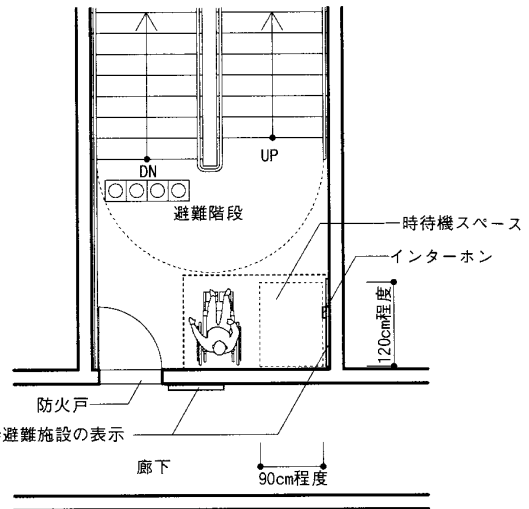 DN
UP
避難階段
時待機スペース
インターホン
120cm程度
防火戸
避難施設の表示
廊下
90cm程度